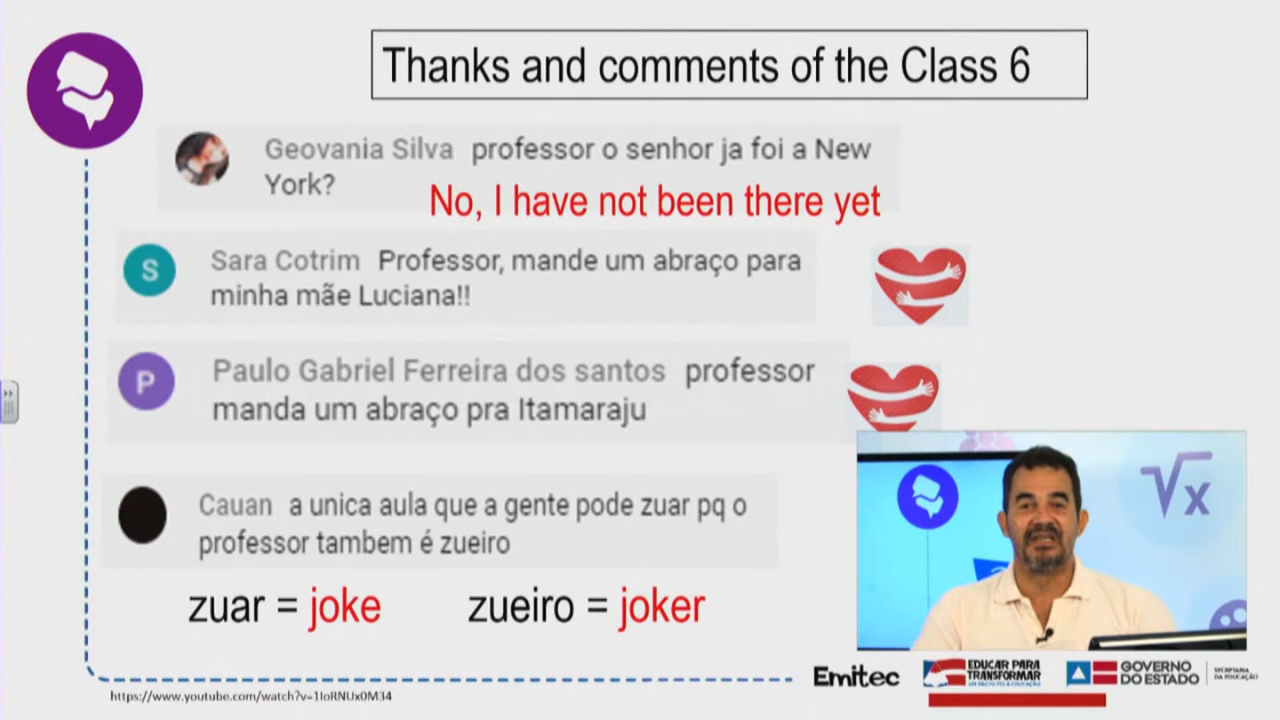 Thanks and comments of the Class 6
Geovania Silva professor o senhor ja foi a New
York?
No, I have not been there yet
S
Sara Cotrim Professor, mande um abraço para
minha mãe Luciana!!
P
Paulo Gabriel Ferreira dos santos professor
manda um abraço pra Itamaraju
Cauan a unica aula que a gente pode zuar pq o
professor tambem é zueiro
zuar = joke zueiro = joker
√x
Emitec
EDUCAR PARA
TRANSFORMAR
GOVERNO
DO ESTADO
SECRETARIA
DA EDUCAÇÃO
https://www.youtube.com/watch?v=1IoRNUx0M34